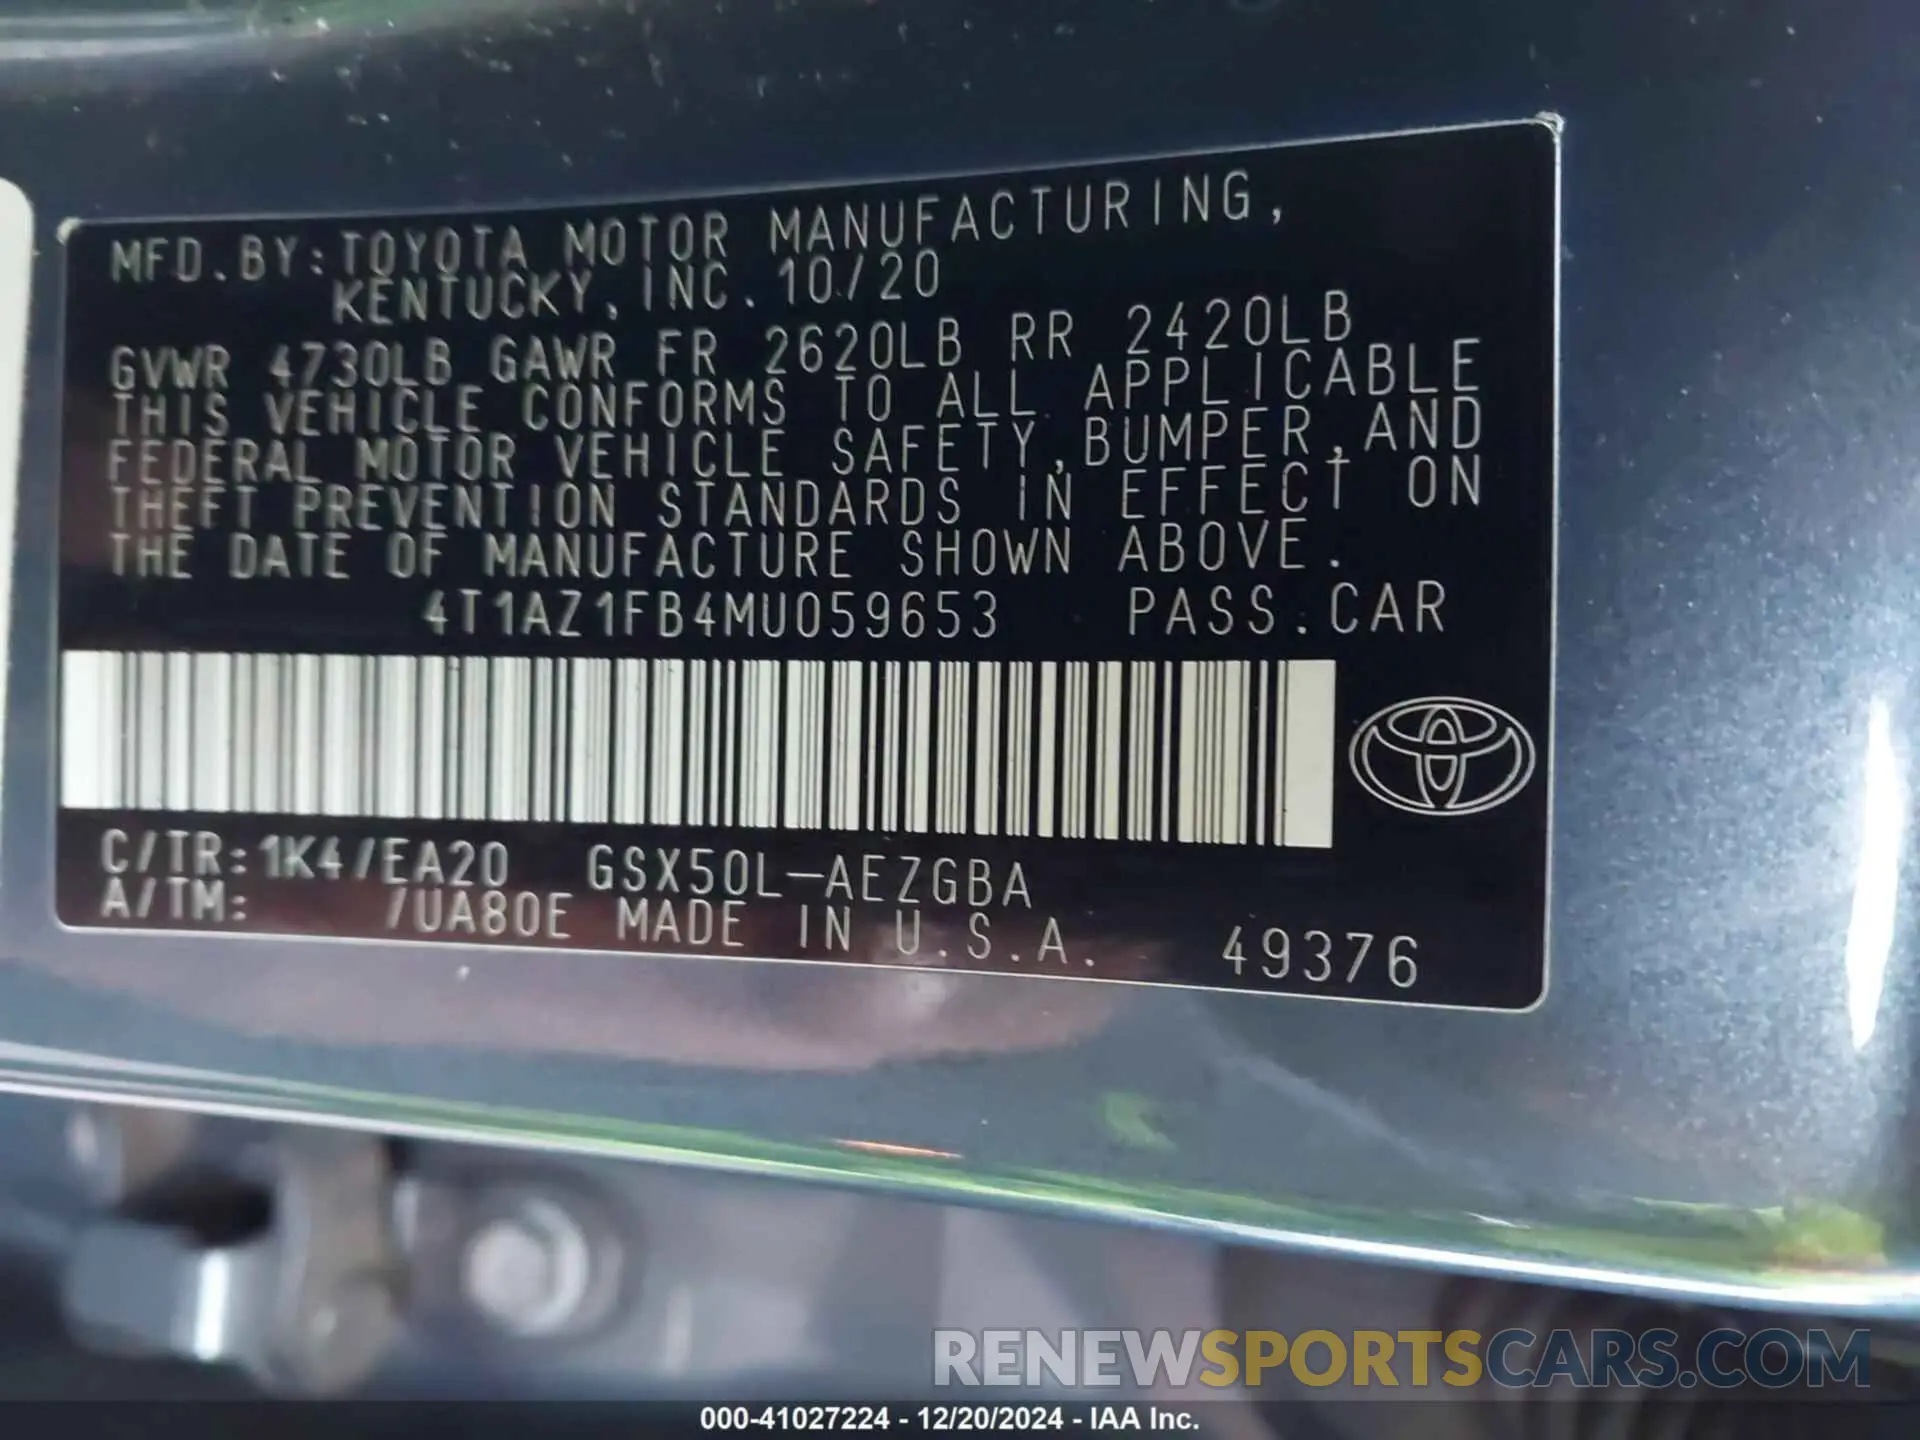 MFD.BY:TOYOTA MOTOR MANUFACTURING,
KENTUCKY, INC. 10/20
GVWR 4730LB GAWR FR 2620LB RR 2420LB
THIS VEHICLE CONFORMS TO ALL APPLICABLE
FEDERAL MOTOR VEHICLE SAFETY,BUMPER,AND
THEFT PREVENTION STANDARDS IN EFFECT ON
THE DATE OF MANUFACTURE SHOWN ABOVE.
4T1AZ1FB4MU059653 PASS.CAR
C/TR:1K4/EA20 GSX50L-AEZGBA
A/TM: /UA80E MADE IN U.S.A. 49376
RENEWSPORTSCARS.COM
000-41027224 - 12/20/2024 - IAA Inc.